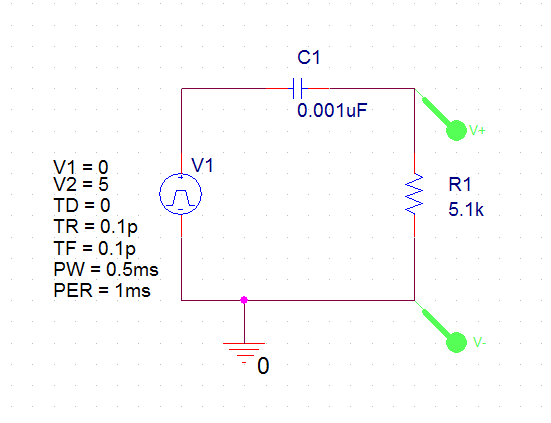 C1
0.001uF
V+
V1
V1 = 0
V2 = 5
TD = 0
TR = 0.1p
TF = 0.1p
PW = 0.5ms
PER = 1ms
R1
5.1k
V-
0